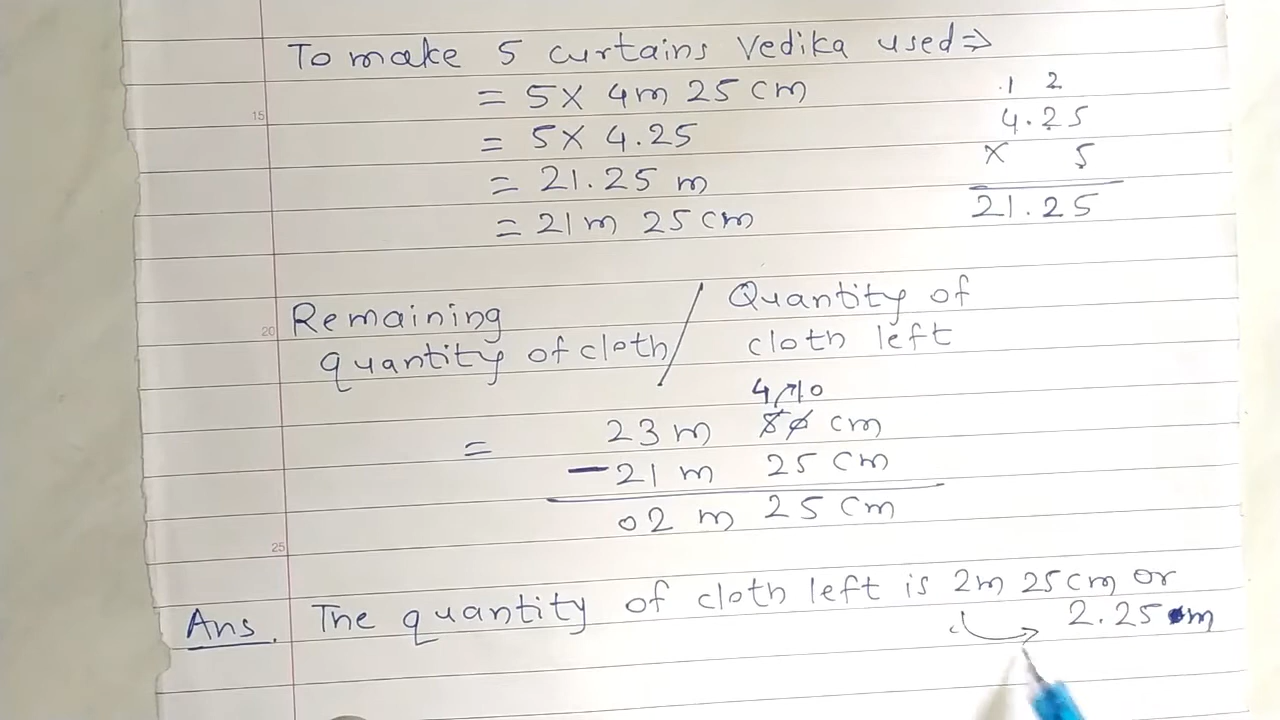 To make 5 curtains Vedika used ⇒
= 5 × 4m 25 cm
= 5 × 4.25
= 21.25 m
= 21m 25 cm
1 2
4.25
× 5
21.25
15
Remaining quantity of cloth / Quantity of cloth left
20
4 10
= 23 m 50 cm
- 21 m 25 cm
02 m 25 cm
25
Ans. The quantity of cloth left is 2m 25cm or
2.25 m